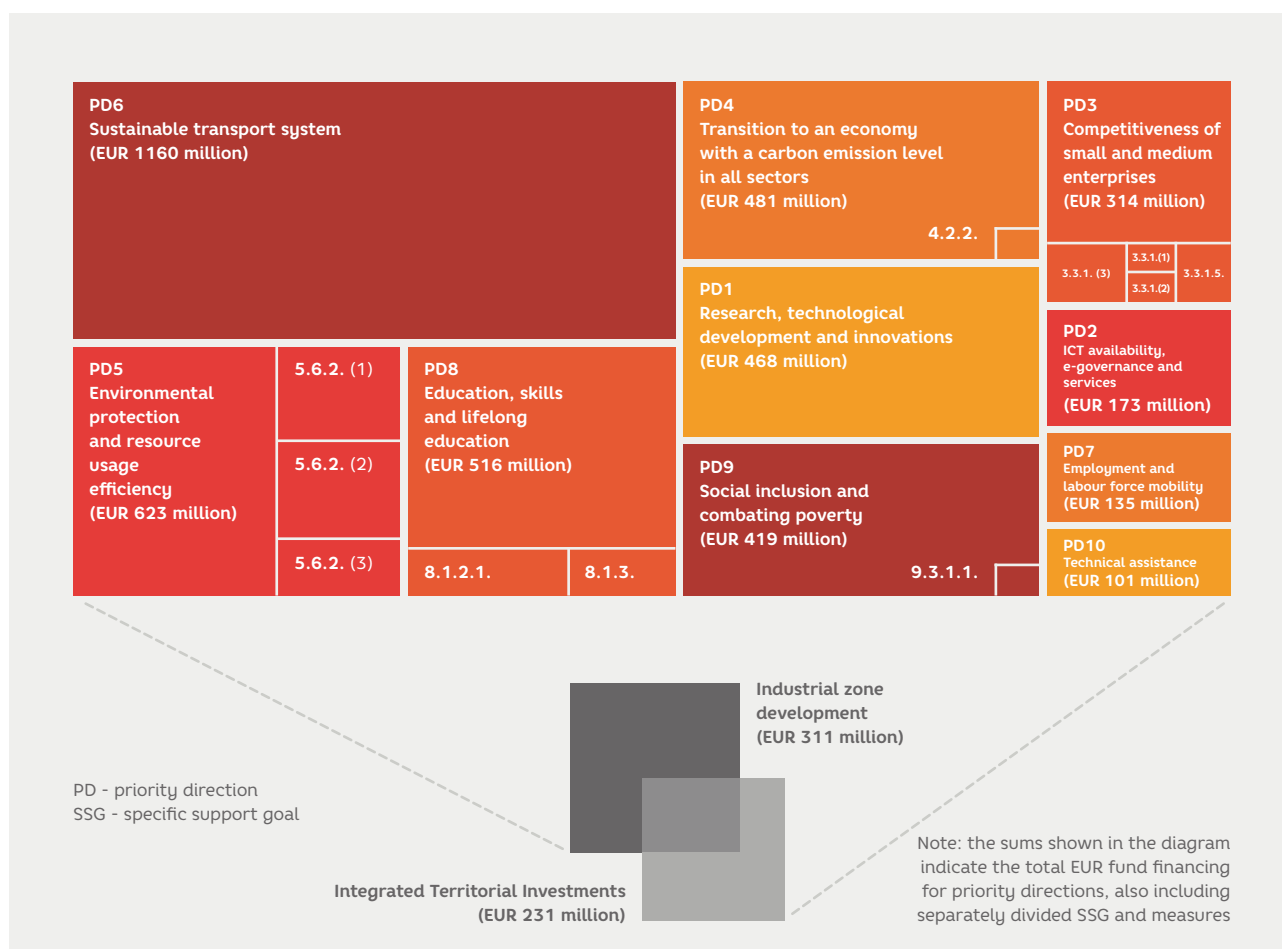 PD6
Sustainable transport system
(EUR 1160 million)
PD4
Transition to an economy
with a carbon emission level
in all sectors
(EUR 481 million)
4.2.2.
PD3
Competitiveness of
small and medium
enterprises
(EUR 314 million)
3.3.1. (3)
3.3.1.(1)
3.3.1.(2)
3.3.1.5.
PD1
Research, technological
development and innovations
(EUR 468 million)
PD2
ICT availability,
e-governance and
services
(EUR 173 million)
PD5
Environmental
protection
and resource
usage
efficiency
(EUR 623 million)
5.6.2. (1)
5.6.2. (2)
5.6.2. (3)
PD8
Education, skills
and lifelong
education
(EUR 516 million)
8.1.2.1.
8.1.3.
PD9
Social inclusion and
combating poverty
(EUR 419 million)
9.3.1.1.
PD7
Employment and
labour force mobility
(EUR 135 million)
PD10
Technical assistance
(EUR 101 million)
Industrial zone
development
(EUR 311 million)
PD - priority direction
SSG - specific support goal
Integrated Territorial Investments
(EUR 231 million)
Note: the sums shown in the diagram
indicate the total EUR fund financing
for priority directions, also including
separately divided SSG and measures